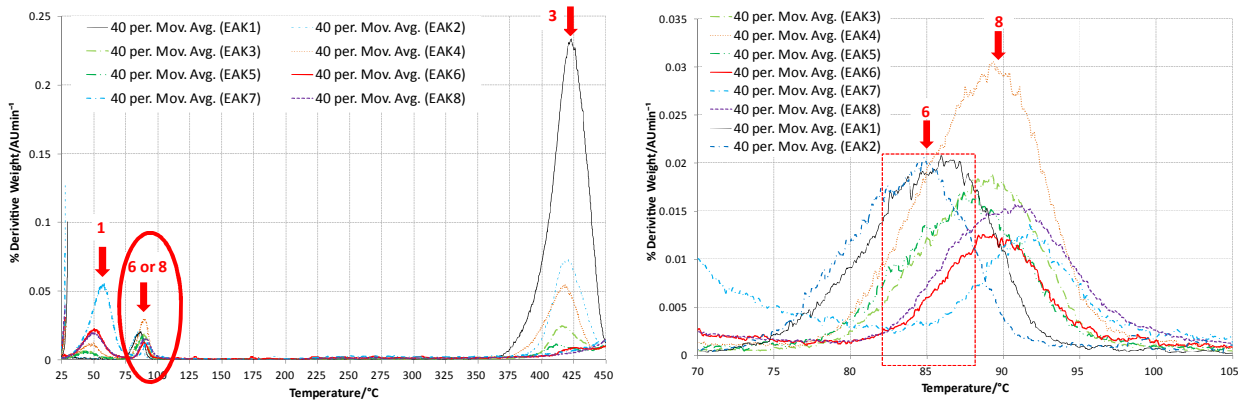 3
40 per. Mov. Avg. (EAK1) 40 per. Mov. Avg. (EAK2)
40 per. Mov. Avg. (EAK3) 40 per. Mov. Avg. (EAK4)
40 per. Mov. Avg. (EAK5) 40 per. Mov. Avg. (EAK6)
40 per. Mov. Avg. (EAK7) 40 per. Mov. Avg. (EAK8)
% Derivitive Weight/AUmin⁻¹
0.25
0.2
0.15
0.1
0.05
0
1
6 or 8
25 50 75 100 125 150 175 200 225 250 275 300 325 350 375 400 425 450
Temperature/°C
40 per. Mov. Avg. (EAK3)
40 per. Mov. Avg. (EAK4)
40 per. Mov. Avg. (EAK5)
40 per. Mov. Avg. (EAK6)
40 per. Mov. Avg. (EAK7)
40 per. Mov. Avg. (EAK8)
40 per. Mov. Avg. (EAK1)
40 per. Mov. Avg. (EAK2)
8
6
% Derivitive Weight/AUmin⁻¹
0.035
0.03
0.025
0.02
0.015
0.01
0.005
0
70 75 80 85 90 95 100 105
Temperature/°C